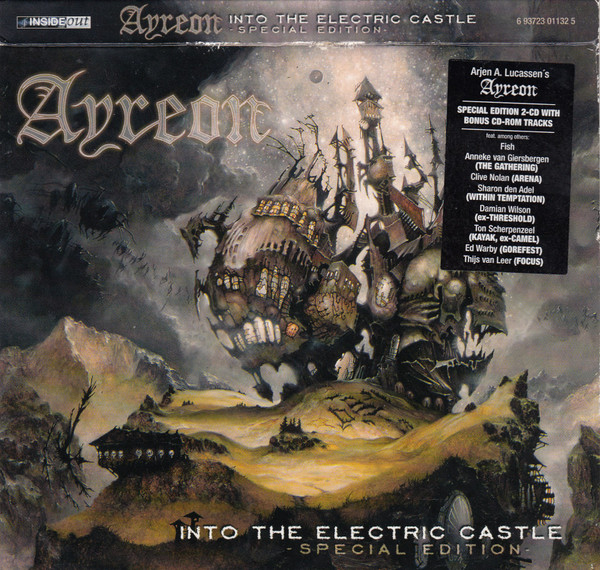 INSIDEOUT
Ayreon INTO THE ELECTRIC CASTLE
-SPECIAL EDITION-
6 93723 01132 5
Ayreon
Arjen A. Lucassen´s
Ayreon
SPECIAL EDITION 2-CD WITH
BONUS CD-ROM TRACKS
feat. among others:
Fish
Anneke van Giersbergen
(THE GATHERING)
Clive Nolan (ARENA)
Sharon den Adel
(WITHIN TEMPTATION)
Damian Wilson
(ex-THRESHOLD)
Ton Scherpenzeel
(KAYAK, ex-CAMEL)
Ed Warby (GOREFEST)
Thijs van Leer (FOCUS)
INTO THE ELECTRIC CASTLE
-SPECIAL EDITION-